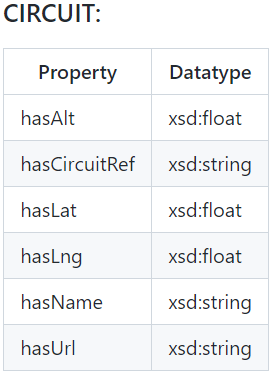 CIRCUIT:
Property Datatype
hasAlt xsd:float
hasCircuitRef xsd:string
hasLat xsd:float
hasLng xsd:float
hasName xsd:string
hasUrl xsd:string